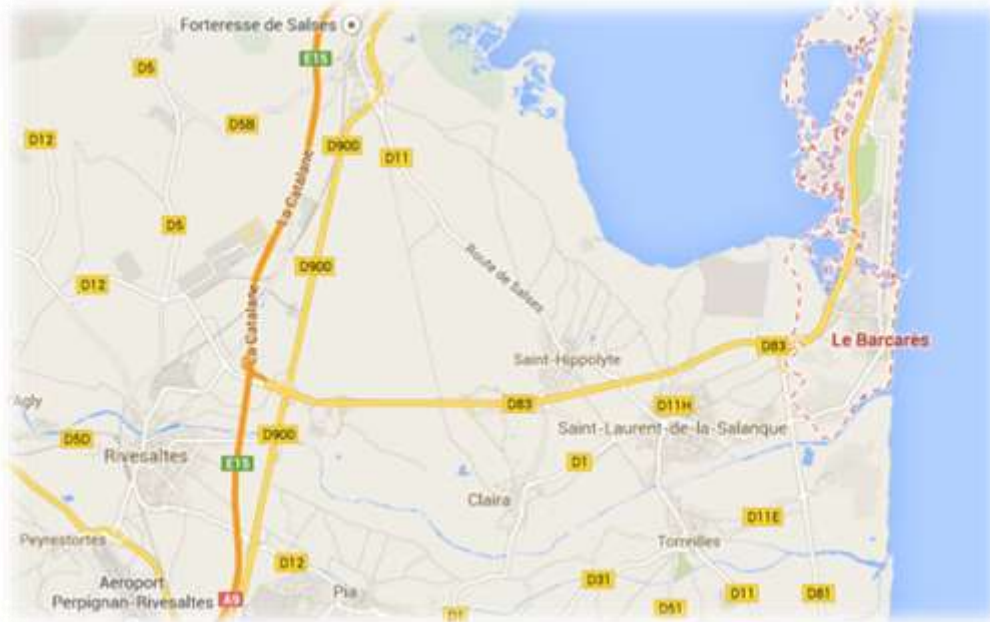 Forteresse de Salses
E15
D5
D5B
D12
D900
D11
La Catalane
D5
D900
Route de Salses
D12
La Catalane
D83
Le Barcarès
Saint-Hippolyte
Agly
D83
D11H
D5D
D900
Saint-Laurent-de-la-Salanque
Rivesaltes
E15
D1
Claira
D11E
Peyrestortes
Torreilles
D12
Aeroport
Perpignan-Rivesaltes
A9
Pia
D31
D1
D51
D11
D81